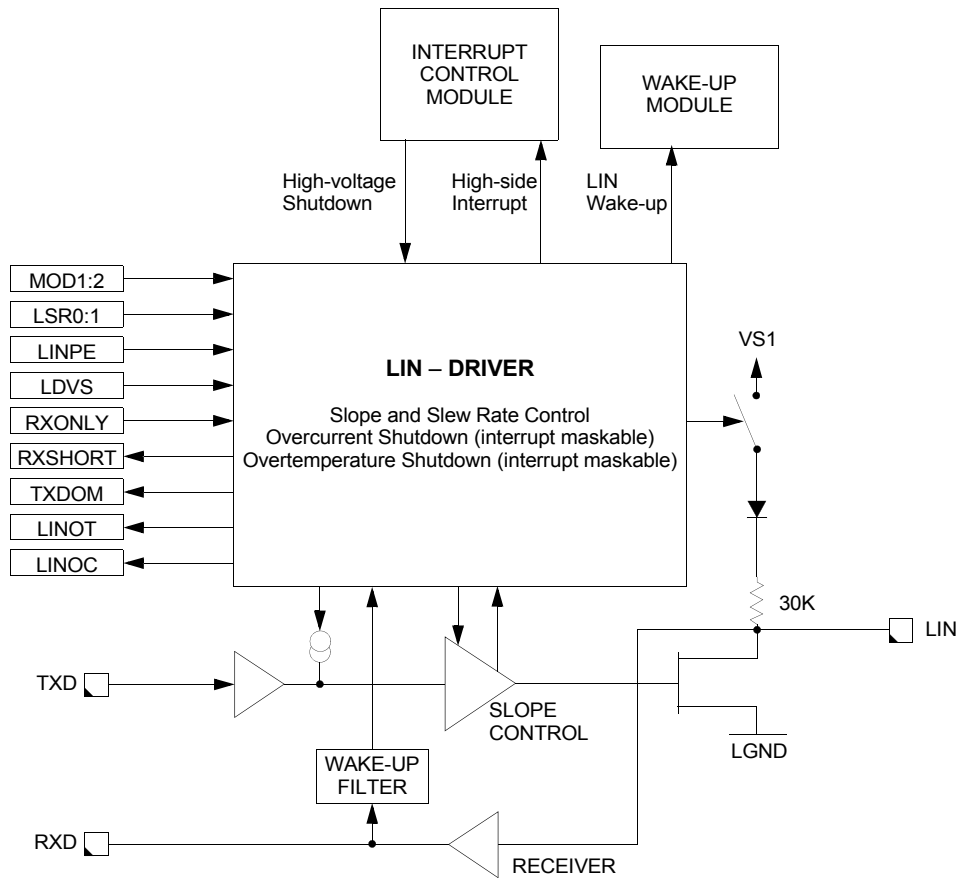 INTERRUPT
CONTROL
MODULE
WAKE-UP
MODULE
High-voltage
Shutdown
High-side
Interrupt
LIN
Wake-up
MOD1:2
LSR0:1
LINPE
LDVS
RXONLY
RXSHORT
TXDOM
LINOT
LINOC
LIN – DRIVER
Slope and Slew Rate Control
Overcurrent Shutdown (interrupt maskable)
Overtemperature Shutdown (interrupt maskable)
VS1
30K
LIN
TXD
SLOPE
CONTROL
LGND
WAKE-UP
FILTER
RXD
RECEIVER